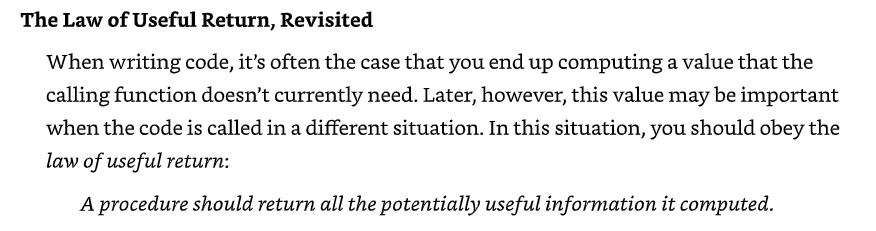 The Law of Useful Return, Revisited
When writing code, it’s often the case that you end up computing a value that the
calling function doesn’t currently need. Later, however, this value may be important
when the code is called in a different situation. In this situation, you should obey the
law of useful return:
A procedure should return all the potentially useful information it computed.